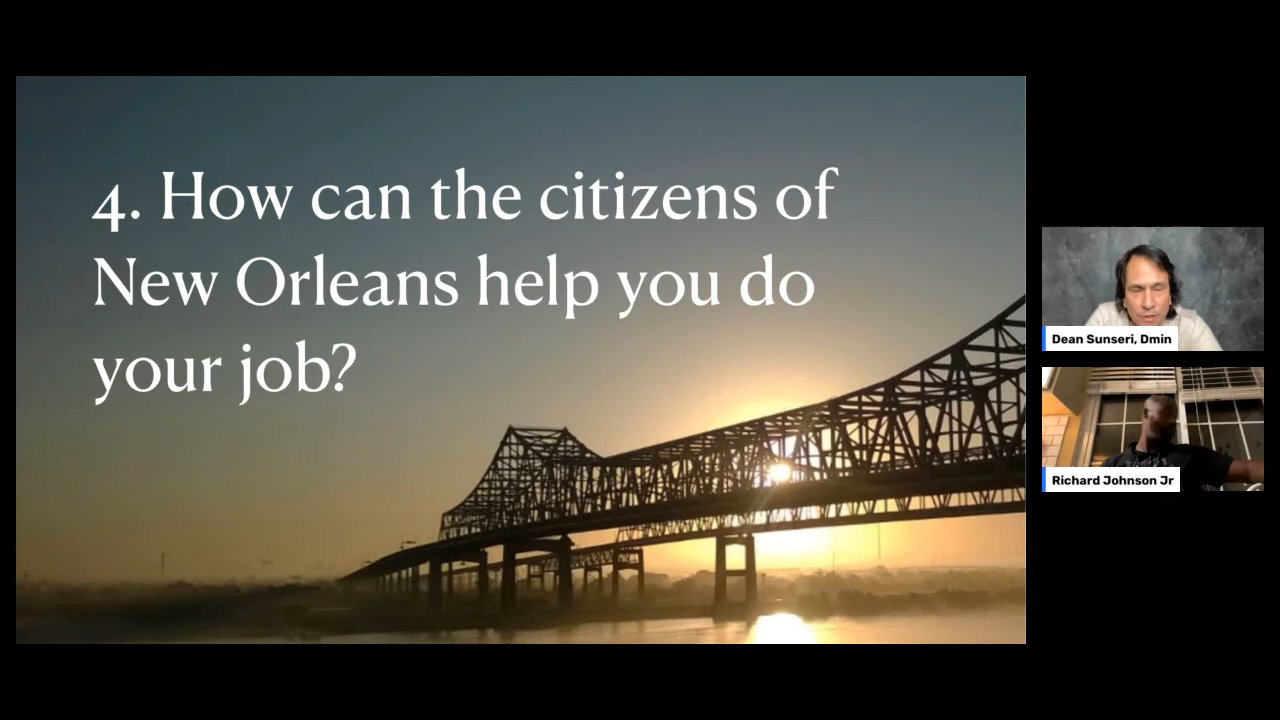 4. How can the citizens of
New Orleans help you do
your job?
Dean Sunseri, Dmin
Richard Johnson Jr